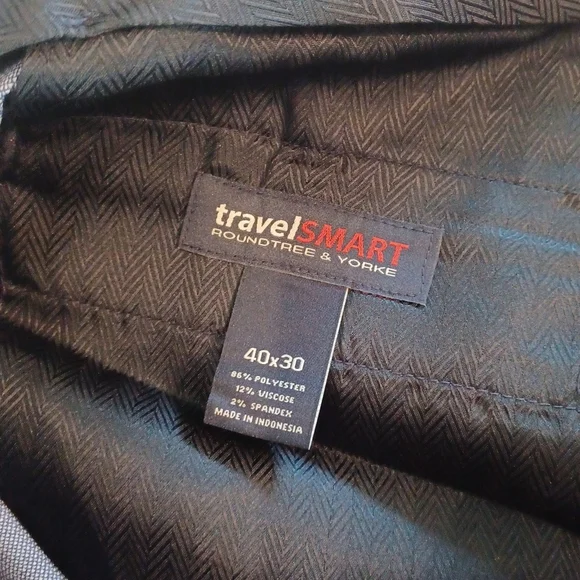 travelSMART
ROUNDTREE & YORKE
40x30
86% POLYESTER
12% VISCOSE
2% SPANDEX
MADE IN INDONESIA